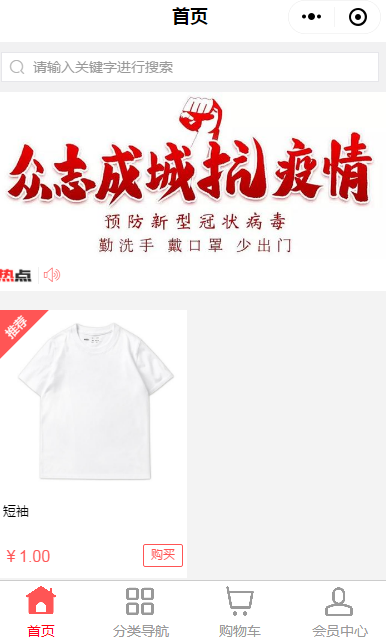 首页
请输入关键字进行搜索
众志成城抗疫情
预防新型冠状病毒
勤洗手 戴口罩 少出门
热点
推荐
短袖
￥1.00
购买
首页
分类导航
购物车
会员中心